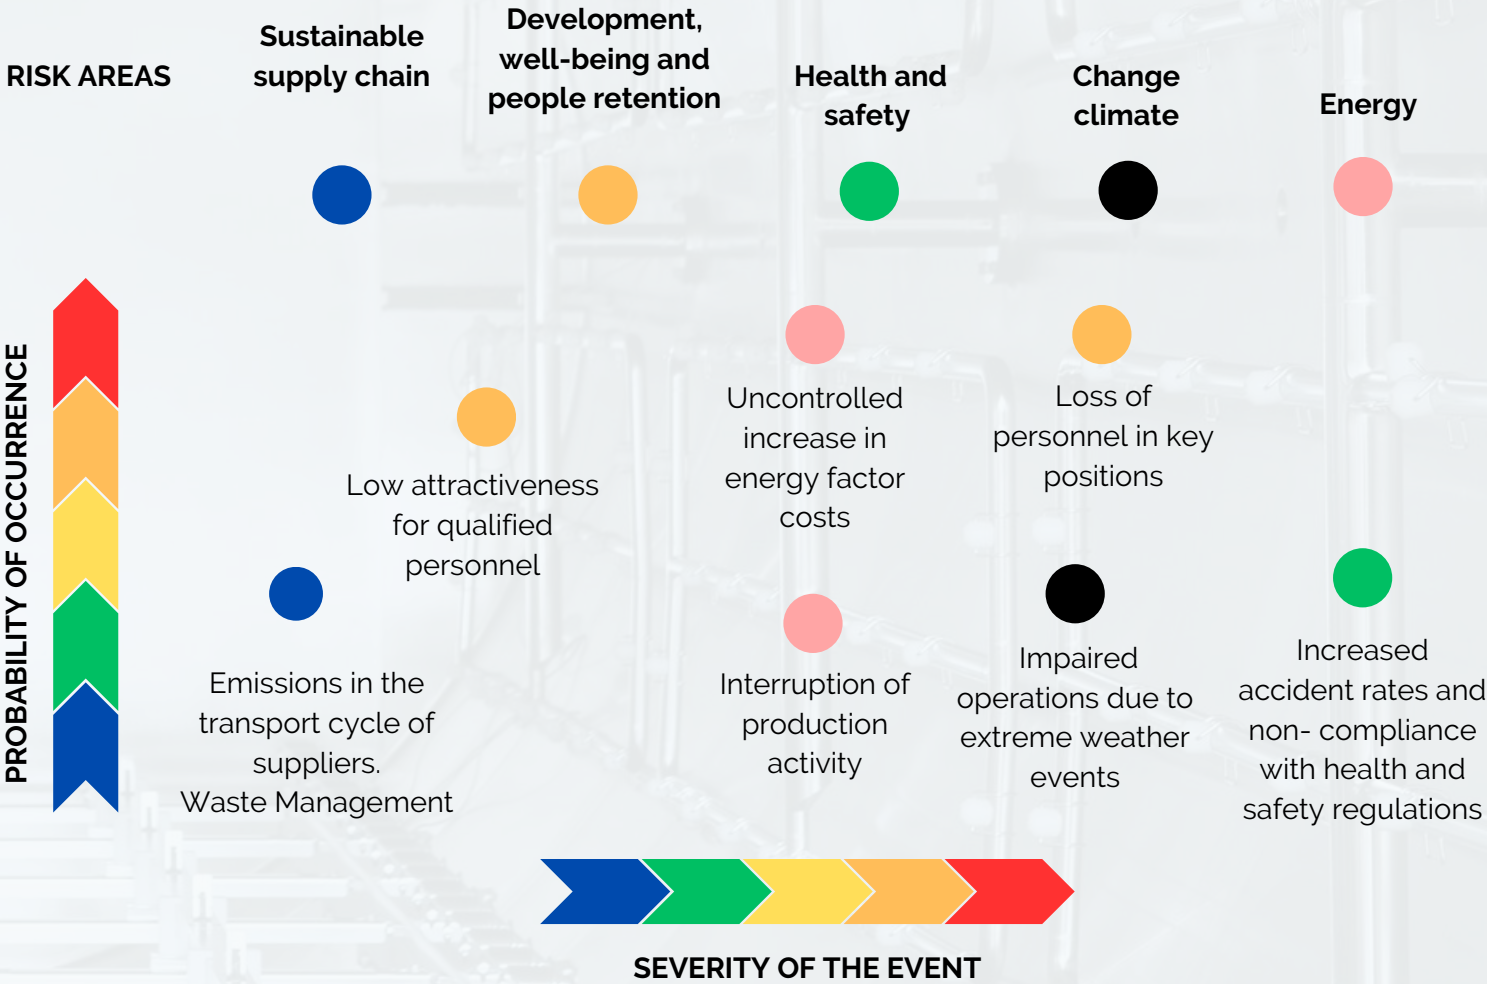 RISK AREAS
Sustainable
supply chain
Development,
well-being and
people retention
Health and
safety
Change
climate
Energy
PROBABILITY OF OCCURRENCE
Uncontrolled
increase in
energy factor
costs
Loss of
personnel in key
positions
Low attractiveness
for qualified
personnel
Emissions in the
transport cycle of
suppliers.
Waste Management
Interruption of
production
activity
Impaired
operations due to
extreme weather
events
Increased
accident rates and
non- compliance
with health and
safety regulations
SEVERITY OF THE EVENT